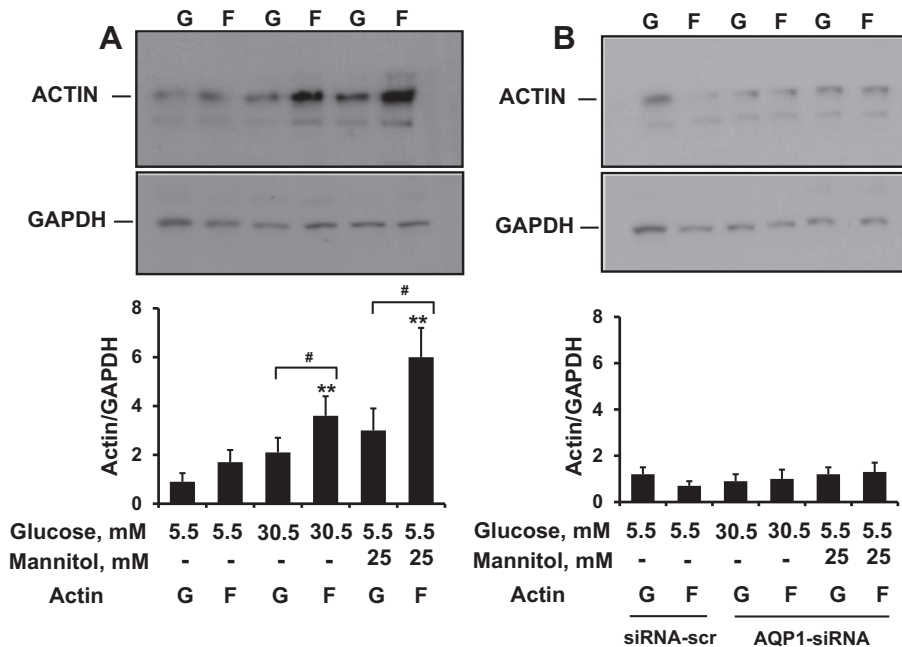 A
G F G F G F
ACTIN
GAPDH
#
#
**
**
8
6
4
2
0
Actin/GAPDH
Glucose, mM 5.5 5.5 30.5 30.5 5.5 5.5
Mannitol, mM - - - - 25 25
Actin G F G F G F
B
G F G F G F
ACTIN
GAPDH
8
6
4
2
0
Actin/GAPDH
Glucose, mM 5.5 5.5 30.5 30.5 5.5 5.5
Mannitol, mM - - - - 25 25
Actin G F G F G F
siRNA-scr AQP1-siRNA